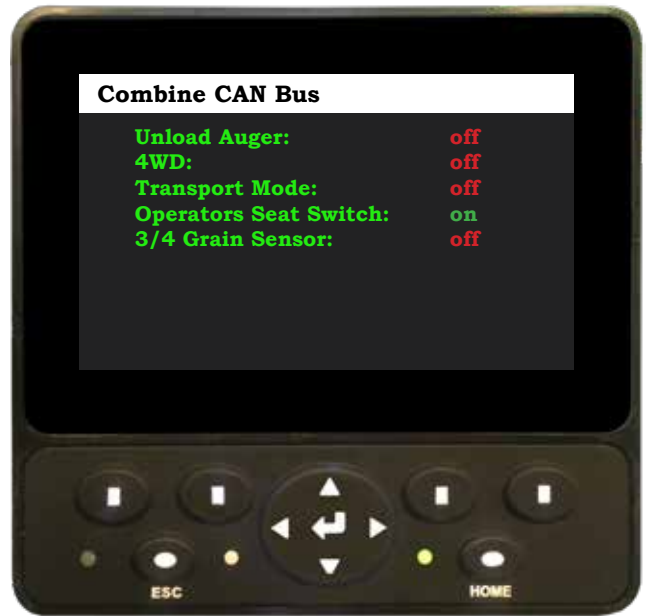 Combine CAN Bus
Unload Auger: off
4WD: off
Transport Mode: off
Operators Seat Switch: on
3/4 Grain Sensor: off
ESC HOME